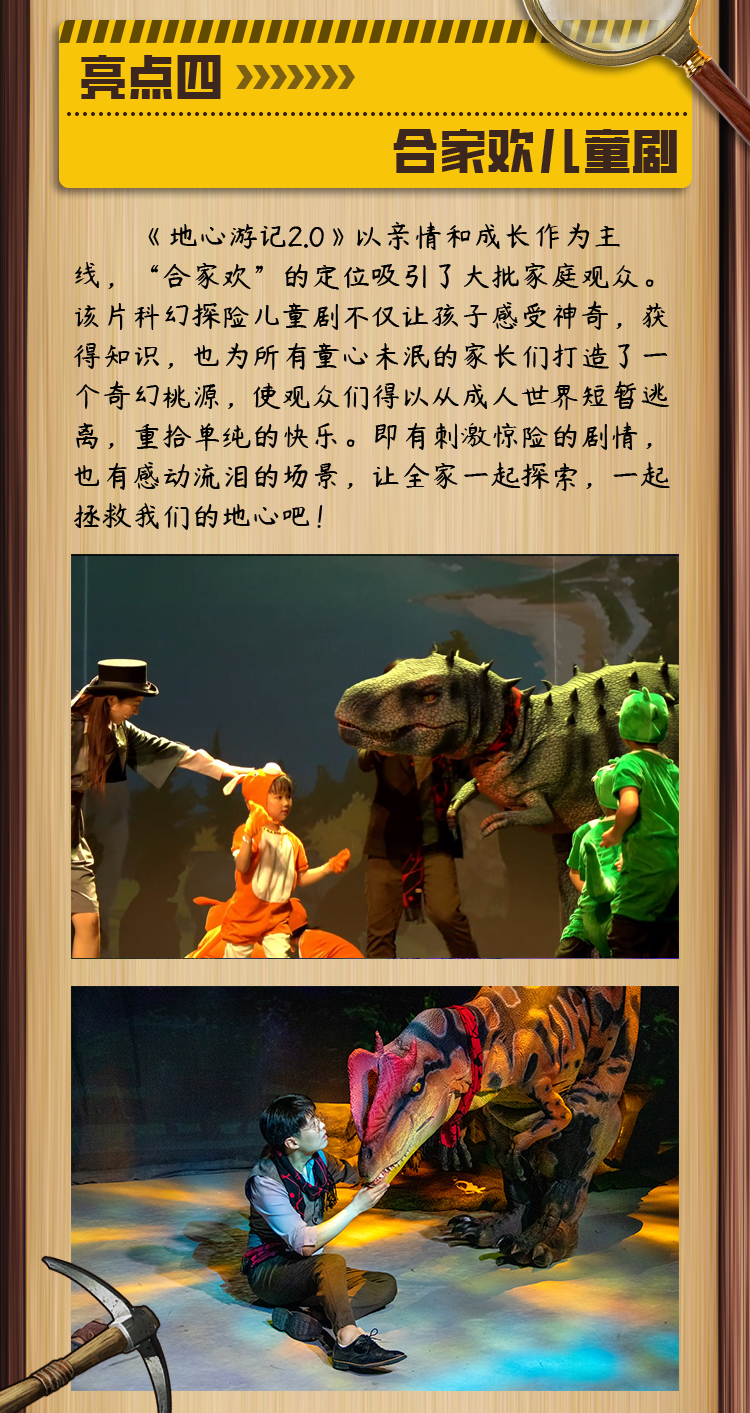 亮点四
合家欢儿童剧
《地心游记2.0》以亲情和成长作为主
线，“合家欢”的定位吸引了大批家庭观众。
该片科幻探险儿童剧不仅让孩子感受神奇，获
得知识，也为所有童心未泯的家长们打造了一
个奇幻桃源，使观众们得以从成人世界短暂逃
离，重拾单纯的快乐。即有刺激惊险的剧情，
也有感动流泪的场景，让全家一起探索，一起
拯救我们的地心吧！